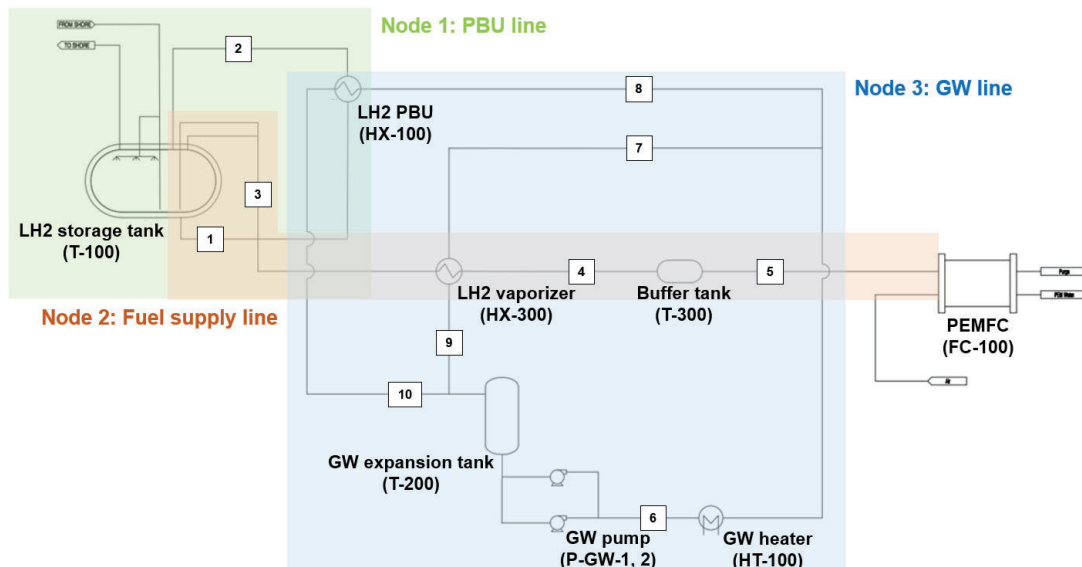 FROM SHORE
TO SHORE
Node 1: PBU line
2
LH2 PBU
(HX-100)
8
Node 3: GW line
7
3
LH2 storage tank
(T-100)
1
4
5
LH2 vaporizer
(HX-300)
Buffer tank
(T-300)
Purge
PEMFC
(FC-100)
Node 2: Fuel supply line
9
Air
10
GW expansion tank
(T-200)
6
GW pump
(P-GW-1, 2)
GW heater
(HT-100)